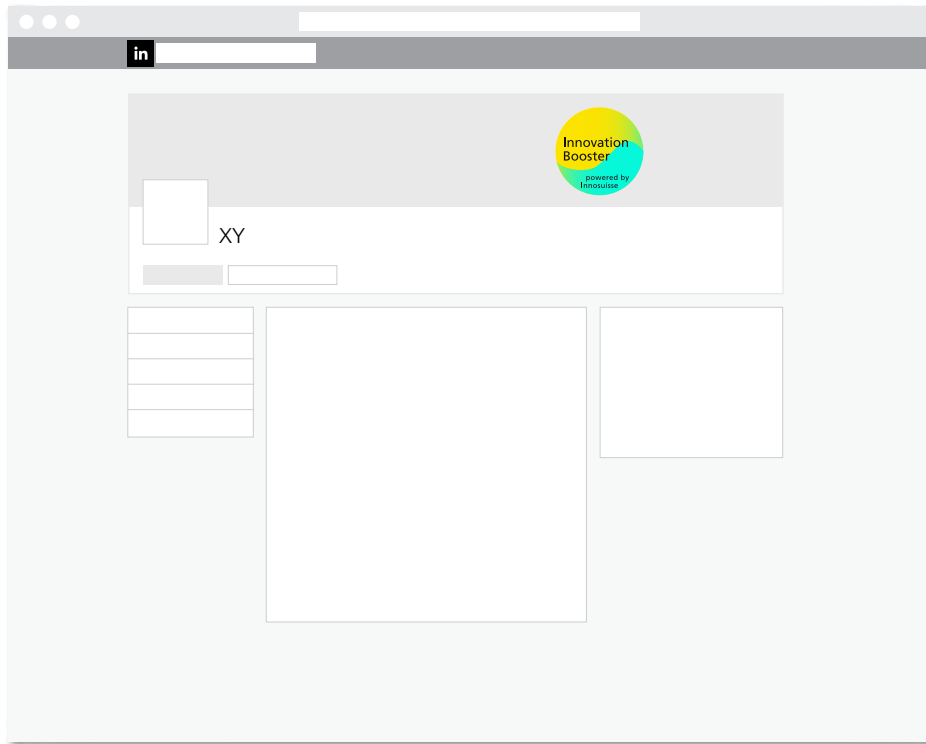 in
Innovation
Booster
powered by
Innosuisse
XY